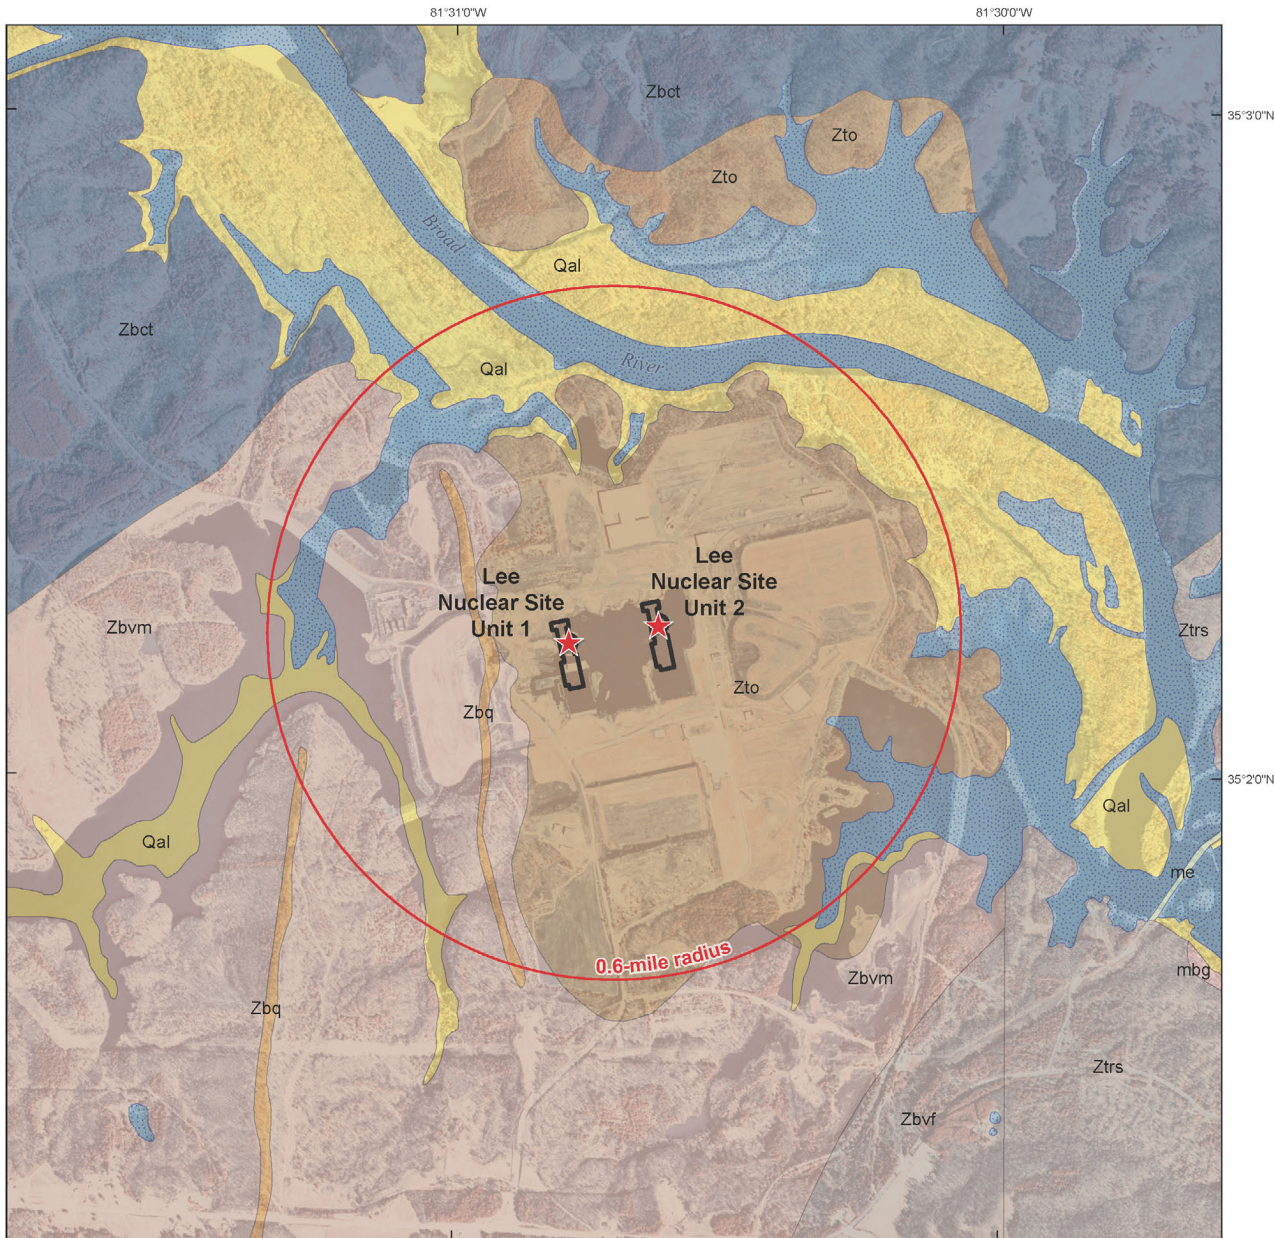 81°31'0"W
81°30'0"W
Zbct
35°3'0"N
Zto
Zto
Broad
Qal
Zbct
River
Qal
Lee
Nuclear Site
Unit 2
Lee
Nuclear Site
Unit 1
Zbvm
Ztrs
Zto
Zbq
35°2'0"N
Qal
Qal
me
0.6-mile radius
mbg
Zbvm
Zbq
Ztrs
Zbvf